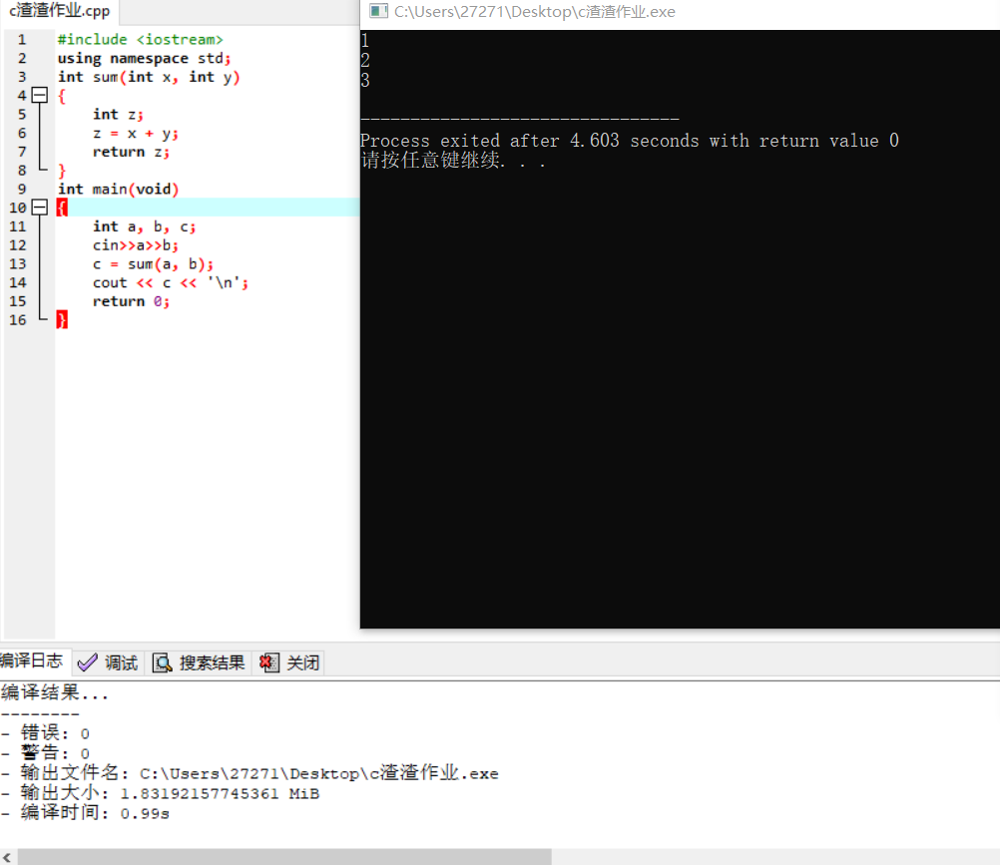 c渣渣作业.cpp
C:\Users\27271\Desktop\c渣渣作业.exe
1 #include <iostream>
2 using namespace std;
3 int sum(int x, int y)
4 {
5 int z;
6 z = x + y;
7 return z;
8 }
9 int main(void)
10 {
11 int a, b, c;
12 cin>>a>>b;
13 c = sum(a, b);
14 cout << c << '\n';
15 return 0;
16 }
1
2
3
--------------------------------
Process exited after 4.603 seconds with return value 0
请按任意键继续. . .
编译日志 调试 搜索结果 关闭
编译结果...
--------
- 错误: 0
- 警告: 0
- 输出文件名: C:\Users\27271\Desktop\c渣渣作业.exe
- 输出大小: 1.83192157745361 MiB
- 编译时间: 0.99s